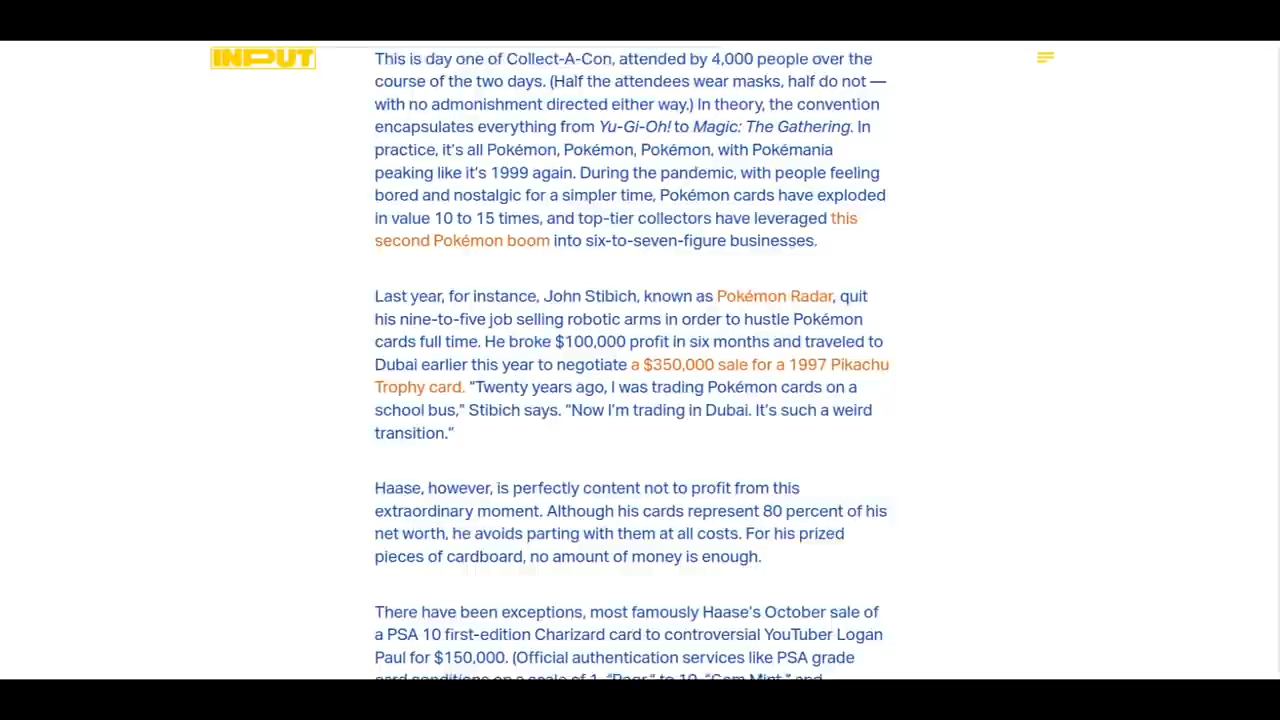 INPUT
This is day one of Collect-A-Con, attended by 4,000 people over the
course of the two days. (Half the attendees wear masks, half do not —
with no admonishment directed either way.) In theory, the convention
encapsulates everything from Yu-Gi-Oh! to Magic: The Gathering. In
practice, it’s all Pokémon, Pokémon, Pokémon, with Pokémania
peaking like it’s 1999 again. During the pandemic, with people feeling
bored and nostalgic for a simpler time, Pokémon cards have exploded
in value 10 to 15 times, and top-tier collectors have leveraged this
second Pokémon boom into six-to-seven-figure businesses.
Last year, for instance, John Stibich, known as Pokémon Radar, quit
his nine-to-five job selling robotic arms in order to hustle Pokémon
cards full time. He broke $100,000 profit in six months and traveled to
Dubai earlier this year to negotiate a $350,000 sale for a 1997 Pikachu
Trophy card. “Twenty years ago, I was trading Pokémon cards on a
school bus,” Stibich says. “Now I’m trading in Dubai. It’s such a weird
transition.”
Haase, however, is perfectly content not to profit from this
extraordinary moment. Although his cards represent 80 percent of his
net worth, he avoids parting with them at all costs. For his prized
pieces of cardboard, no amount of money is enough.
There have been exceptions, most famously Haase’s October sale of
a PSA 10 first-edition Charizard card to controversial YouTuber Logan
Paul for $150,000. (Official authentication services like PSA grade
card conditions on a scale of 1, “Poor,” to 10, “Gem Mint,” and